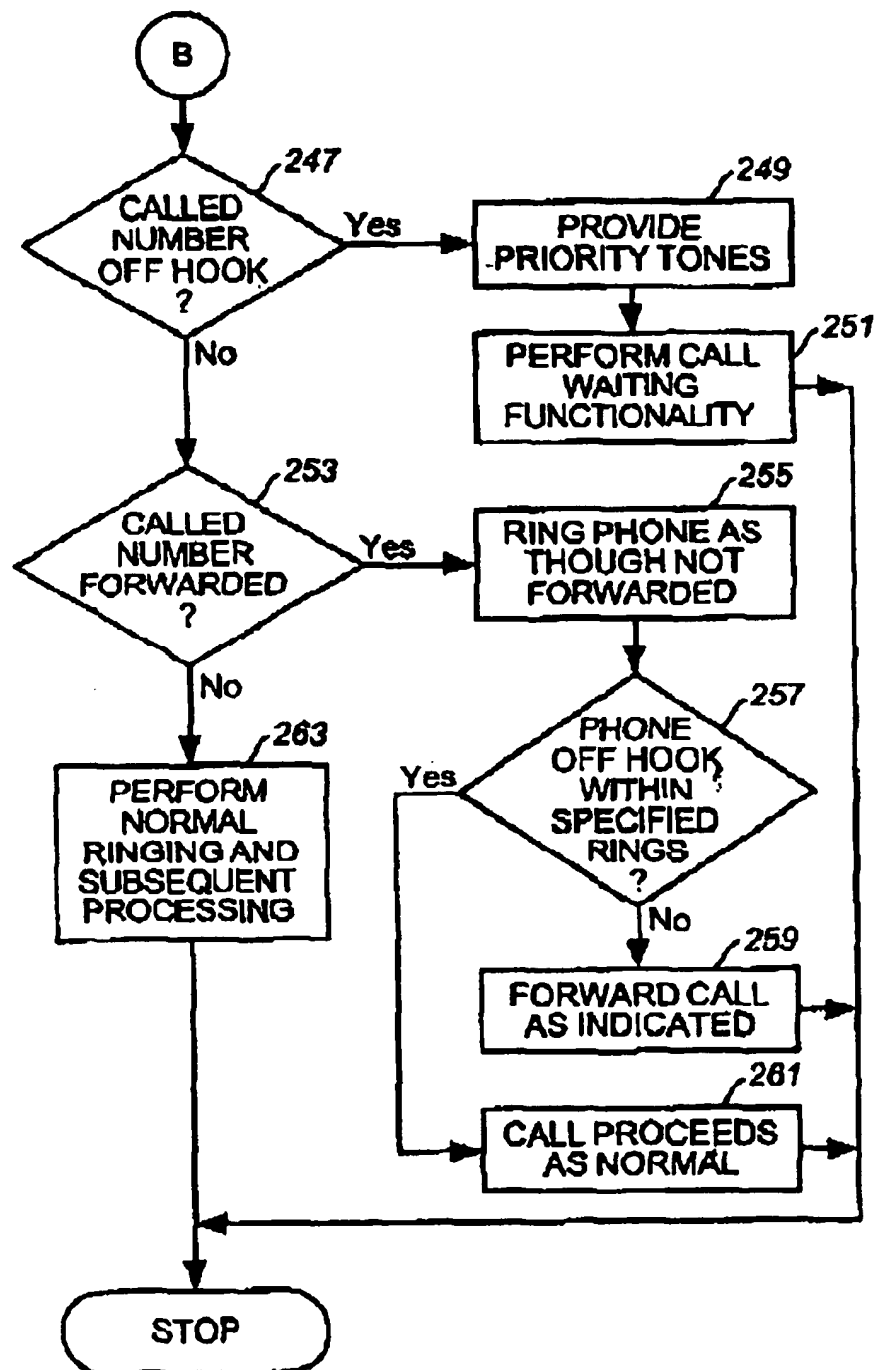 B
247
CALLED
NUMBER
OFF HOOK
?
Yes
249
PROVIDE
PRIORITY TONES
No
251
PERFORM CALL
WAITING
FUNCTIONALITY
253
CALLED
NUMBER
FORWARDED
?
Yes
255
RING PHONE AS
THOUGH NOT
FORWARDED
No
263
PERFORM
NORMAL
RINGING AND
SUBSEQUENT
PROCESSING
257
PHONE
OFF HOOK
WITHIN
SPECIFIED
RINGS
?
Yes
No
259
FORWARD CALL
AS INDICATED
261
CALL PROCEEDS
AS NORMAL
STOP